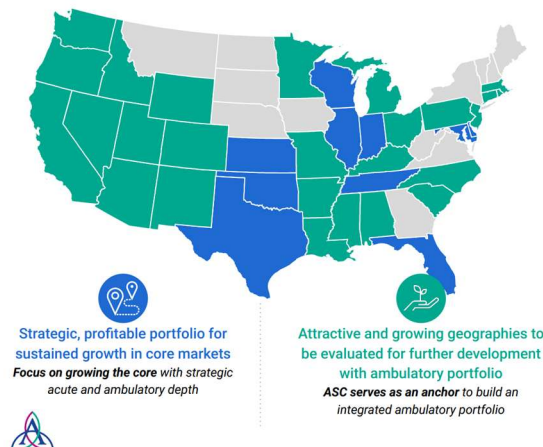 Strategic, profitable portfolio for
sustained growth in core markets
Focus on growing the core with strategic
acute and ambulatory depth
Attractive and growing geographies to
be evaluated for further development
with ambulatory portfolio
ASC serves as an anchor to build an
integrated ambulatory portfolio